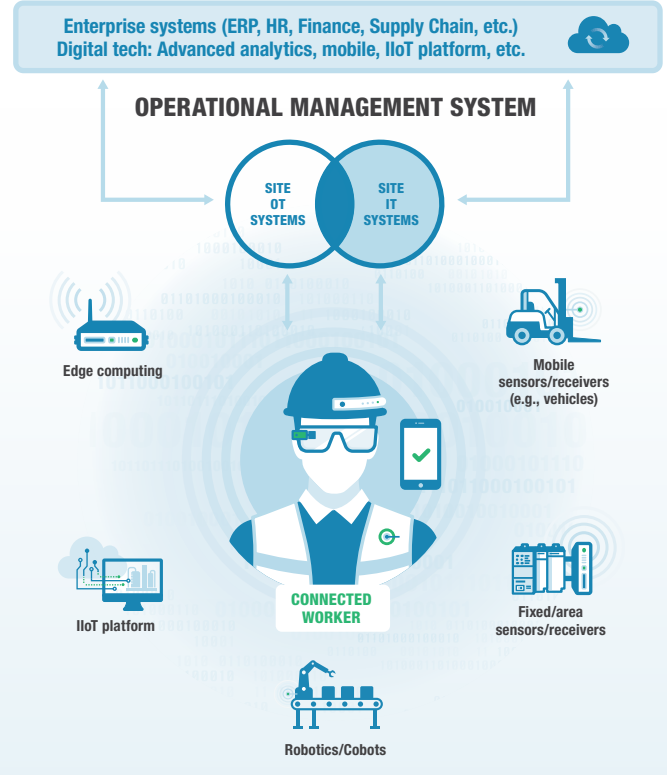 Enterprise systems (ERP, HR, Finance, Supply Chain, etc.)
Digital tech: Advanced analytics, mobile, IIoT platform, etc.
OPERATIONAL MANAGEMENT SYSTEM
SITE
OT
SYSTEMS
SITE
IT
SYSTEMS
Edge computing
Mobile
sensors/receivers
(e.g., vehicles)
IIoT platform
CONNECTED
WORKER
Fixed/area
sensors/receivers
Robotics/Cobots